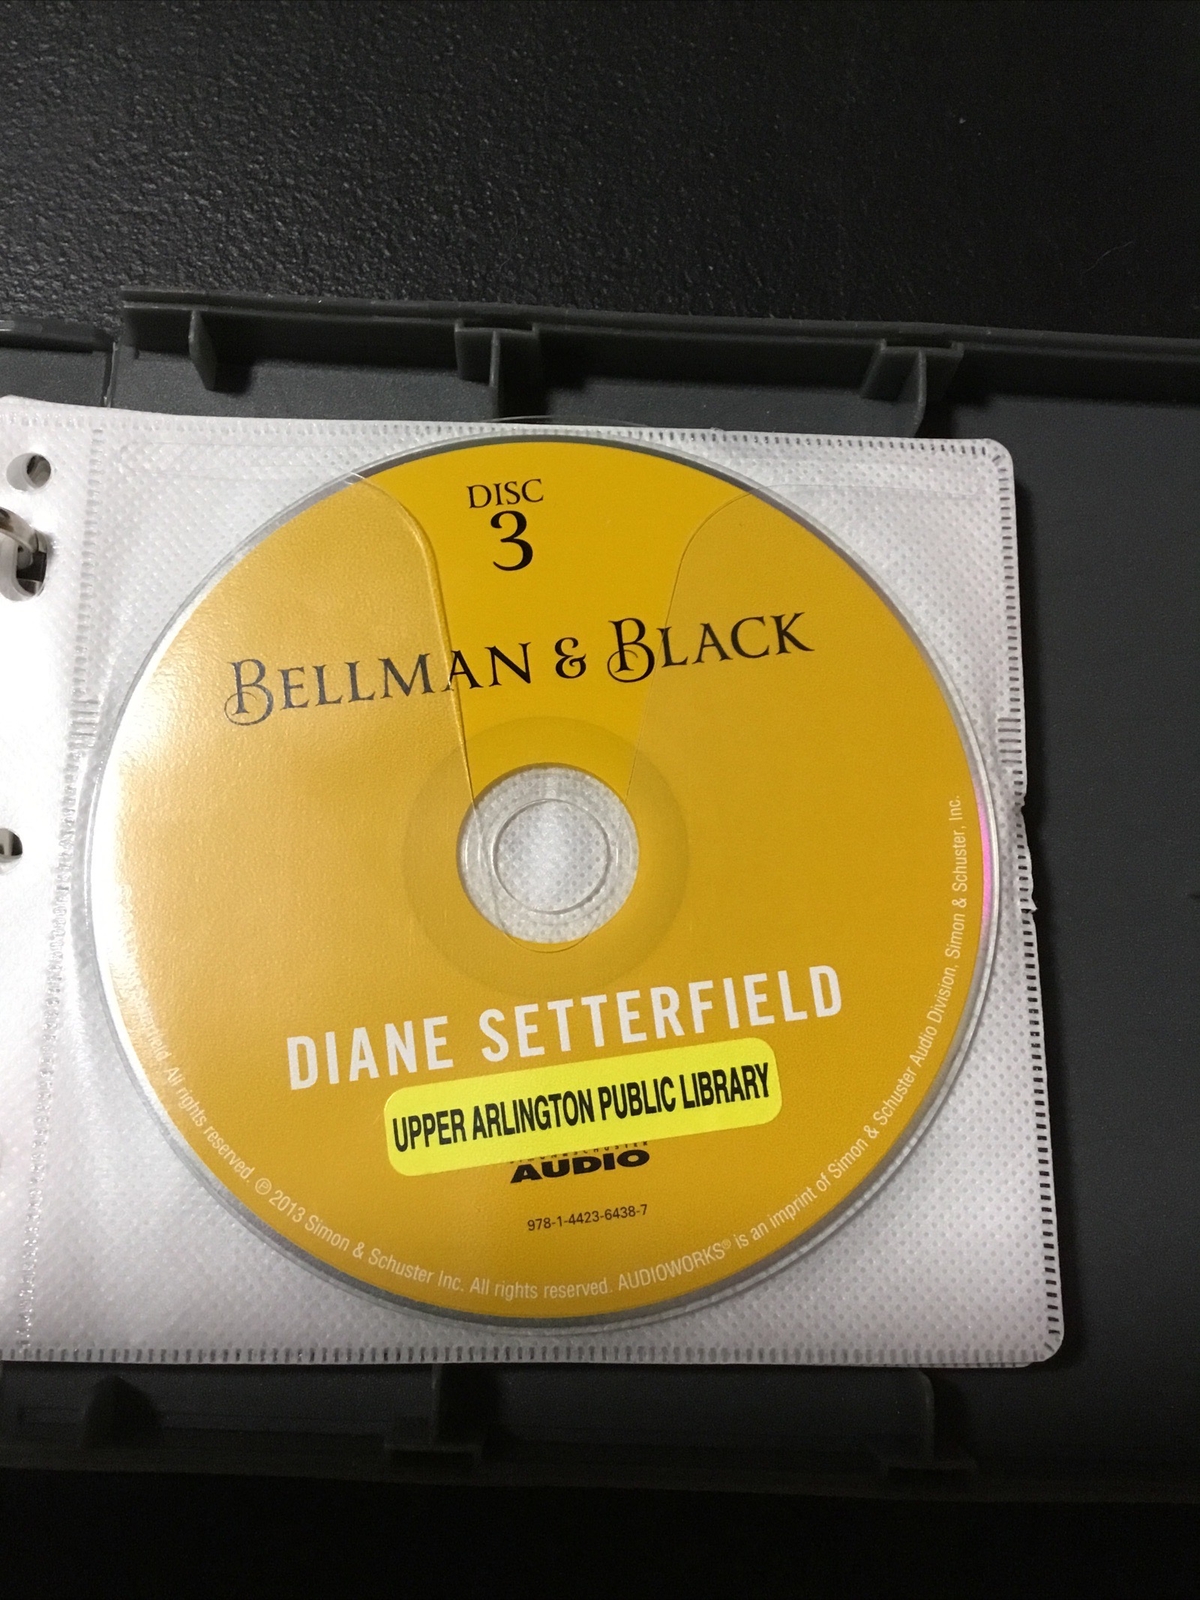 DISC
3
BELLMAN & BLACK
DIANE SETTERFIELD
UPPER ARLINGTON PUBLIC LIBRARY
AUDIO
978-1-4423-6438-7
All rights reserved. ℗ 2013 Simon & Schuster Inc. All rights reserved. AUDIOWORKS® is an imprint of Simon & Schuster Audio Division, Simon & Schuster, Inc.